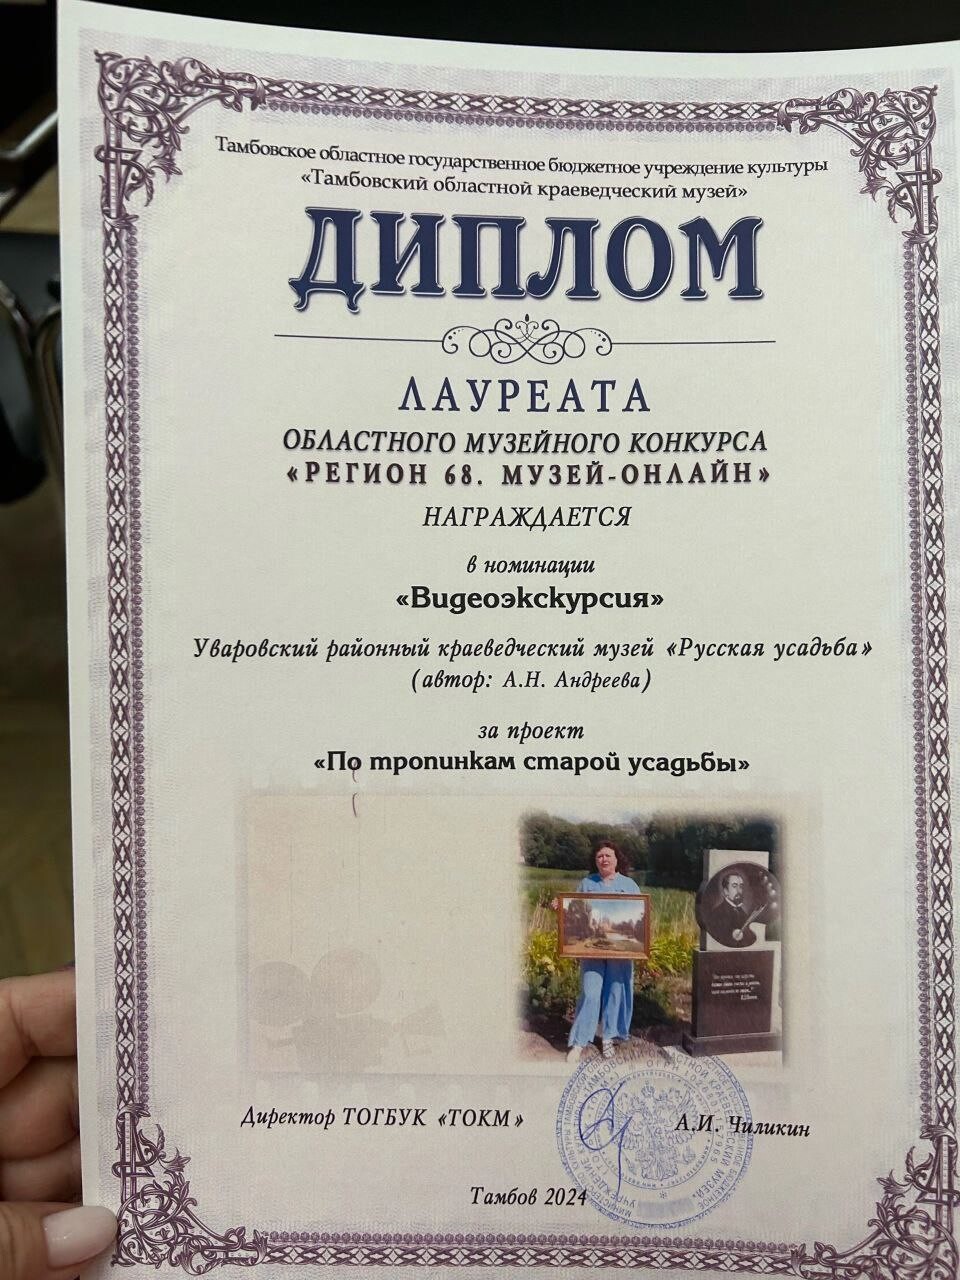 Тамбовское областное государственное бюджетное учреждение культуры
«Тамбовский областной краеведческий музей»
ДИПЛОМ
ЛАУРЕАТА
ОБЛАСТНОГО МУЗЕЙНОГО КОНКУРСА
«РЕГИОН 68. МУЗЕЙ-ОНЛАЙН»
НАГРАЖДАЕТСЯ
в номинации
«Видеоэкскурсия»
Уваровский районный краеведческий музей «Русская усадьба»
(автор: А.Н. Андреева)
за проект
«По тропинкам старой усадьбы»
Директор ТОГБУК «ТОКМ»
А.И. Чиликин
Тамбов 2024